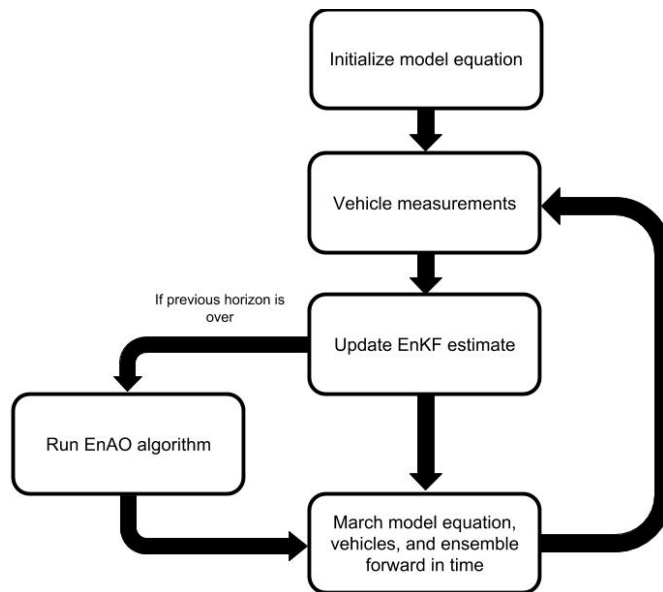 Initialize model equation
Vehicle measurements
If previous horizon is
over
Update EnKF estimate
Run EnAO algorithm
March model equation,
vehicles, and ensemble
forward in time